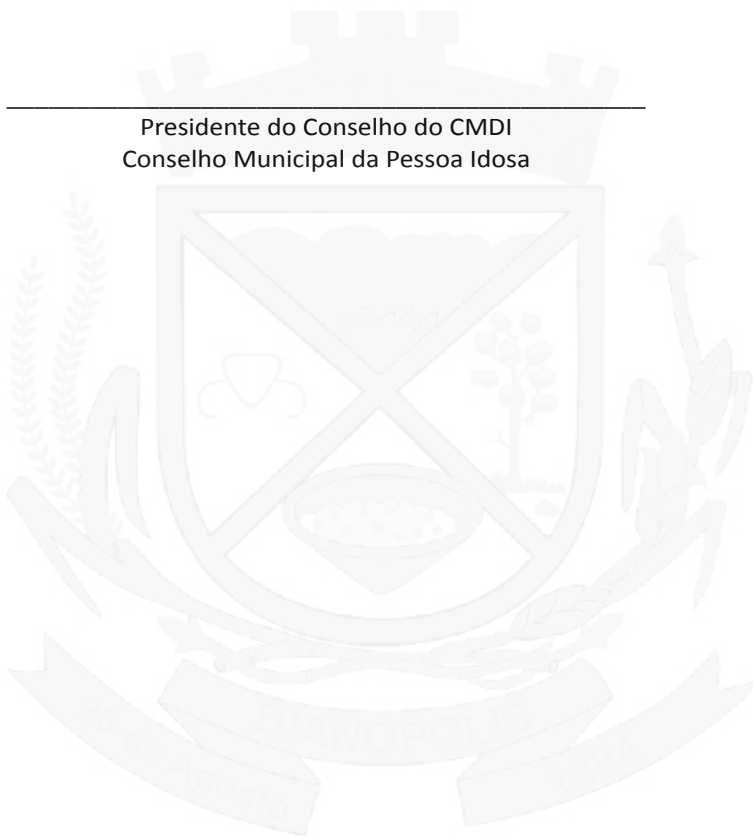 Presidente do Conselho do CMDI
Conselho Municipal da Pessoa Idosa
26 de Agosto
DIANÓPOLIS
1884